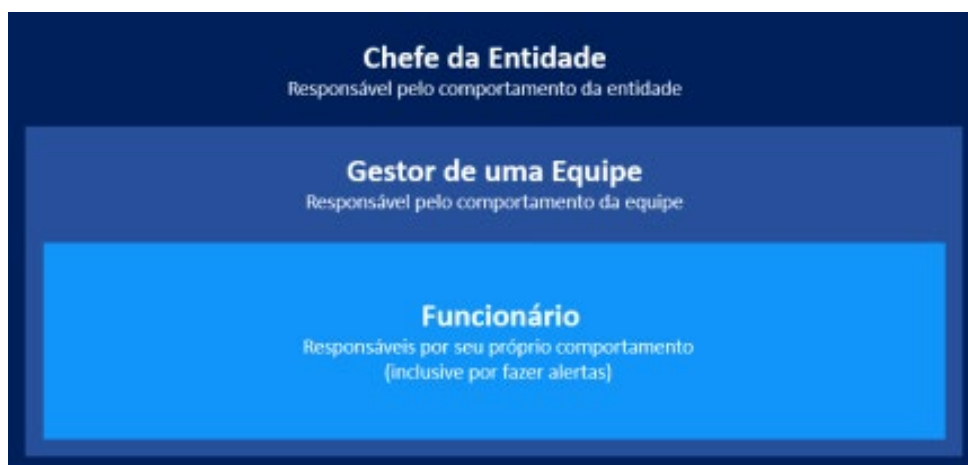 Chefe da Entidade
Responsável pelo comportamento da entidade
Gestor de uma Equipe
Responsável pelo comportamento da equipe
Funcionário
Responsáveis por seu próprio comportamento
(inclusive por fazer alertas)